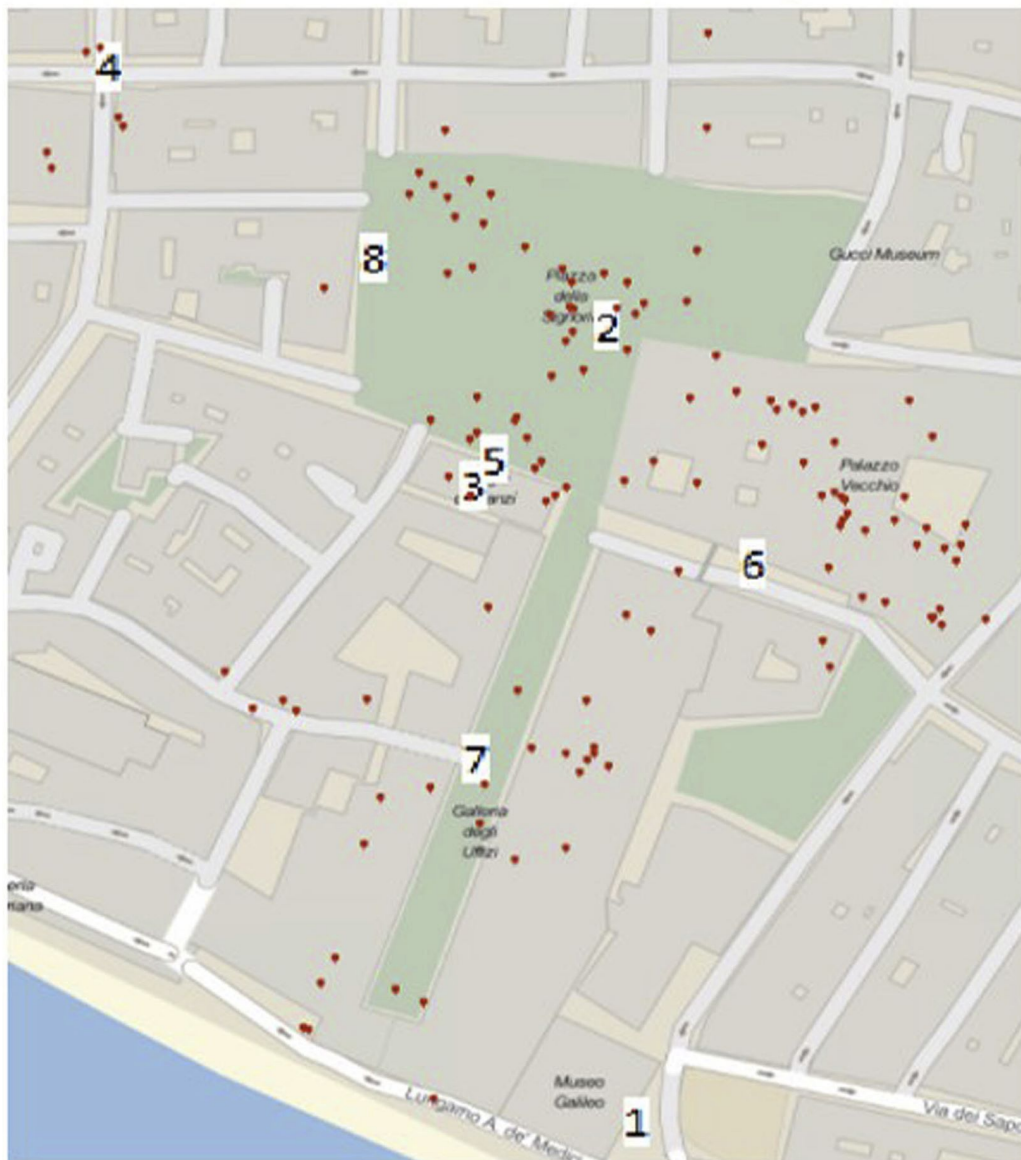 4
Gucci Museum
8
Piazza
della
Signoria
2
5
3
Palazzo
Vecchio
6
7
Galleria
degli
Uffizi
Museo
Galileo
1
Lungarno A. de' Medici
Via dei Sapo